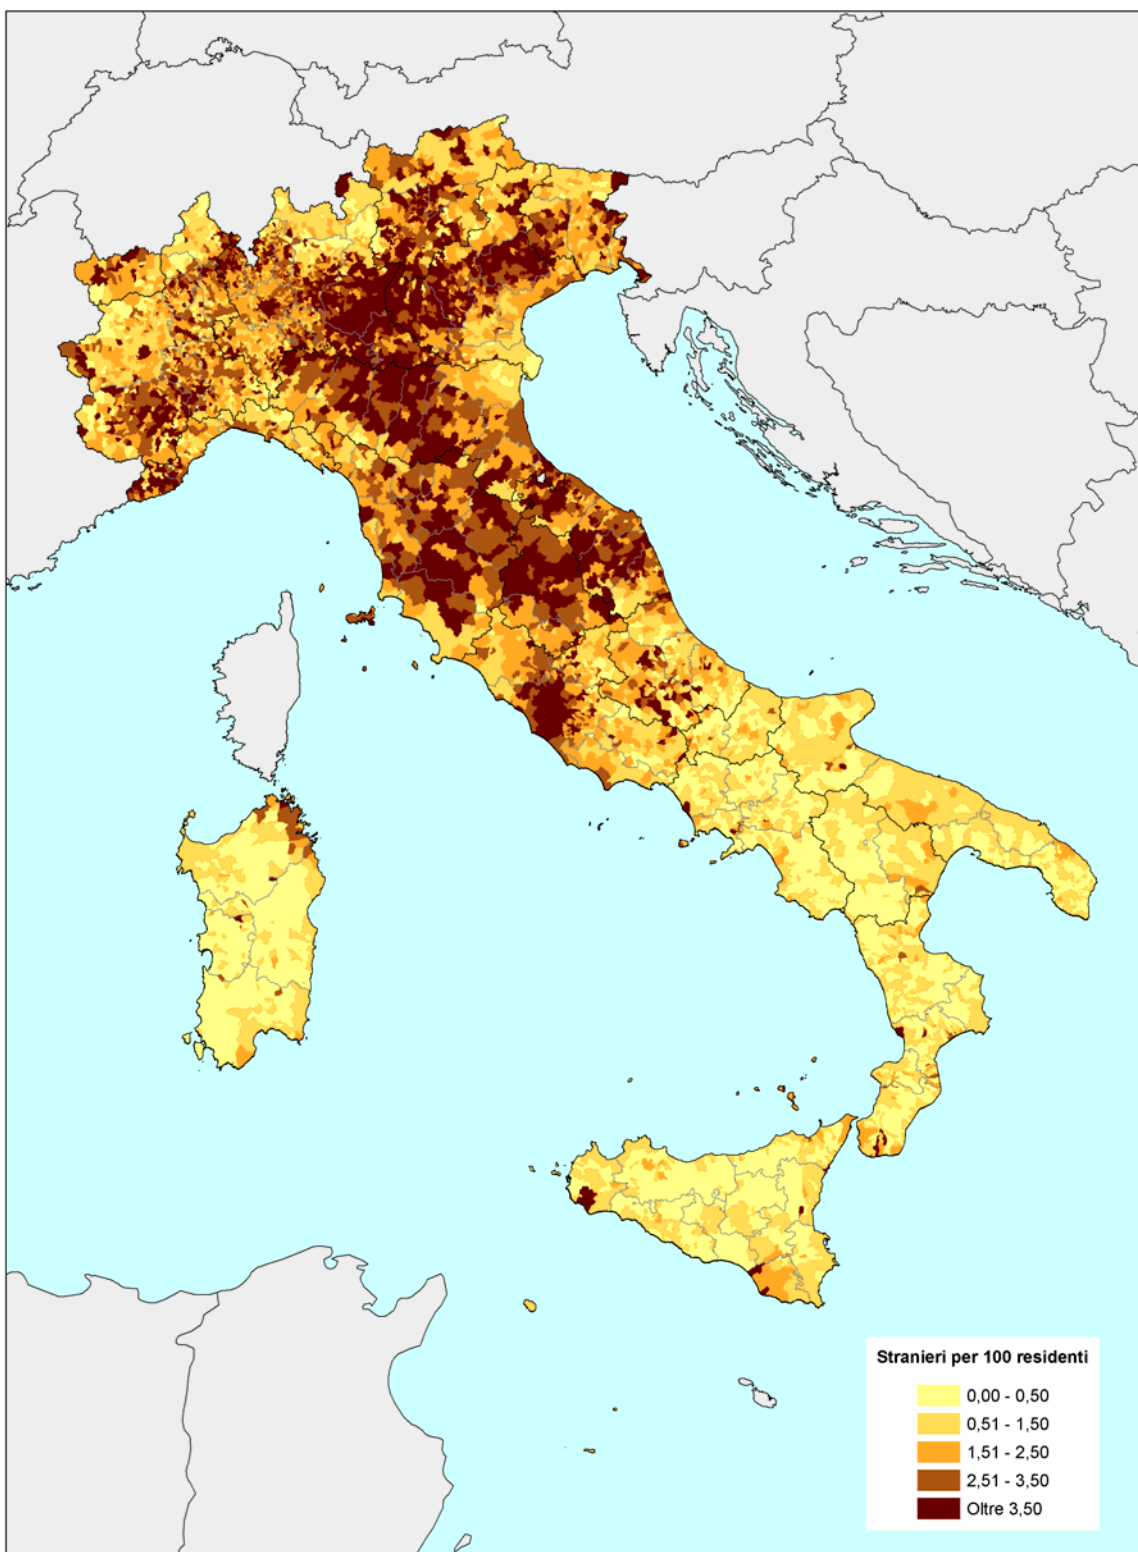 Stranieri per 100 residenti
0,00 - 0,50
0,51 - 1,50
1,51 - 2,50
2,51 - 3,50
Oltre 3,50